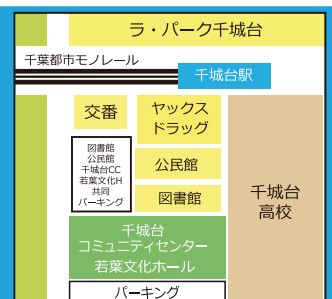 ラ・パーク千城台
千葉都市モノレール
千城台駅
交番
ヤックス
ドラッグ
図書館
公民館
千城台CC
若葉文化H
共同
パーキング
公民館
図書館
千城台
高校
千城台
コミュニティセンター
若葉文化ホール
パーキング